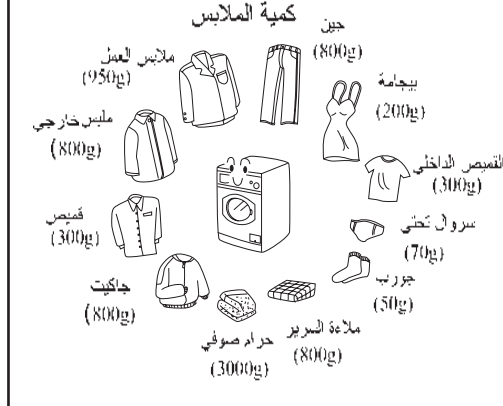 كمية الملابس
جين
(800g)
ملابس العمل
(950g)
بيجامة
(200g)
ملبس خارجي
(800g)
القميص الداخلي
(300g)
قميص
(300g)
سروال تحتي
(70g)
جاكيت
(800g)
جورب
(50g)
حرام صوفي
(3000g)
ملاءة السرير
(800g)